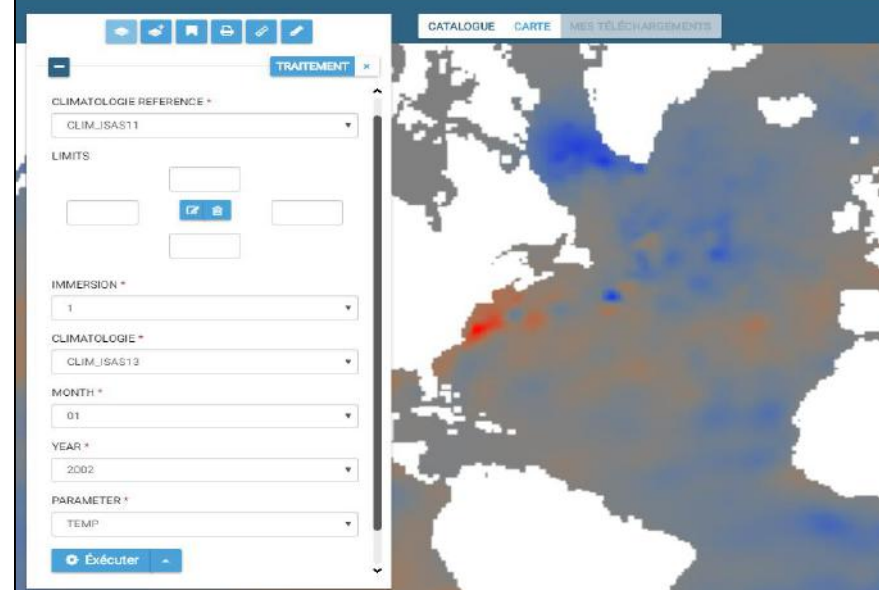 CATALOGUE CARTE MES TÉLÉCHARGEMENTS
TRAITEMENT ×
CLIMATOLOGIE REFERENCE *
CLIM_ISAS11
LIMITS
IMMERSION *
1
CLIMATOLOGIE *
CLIM_ISAS13
MONTH *
01
YEAR *
2002
PARAMETER *
TEMP
Éxécuter